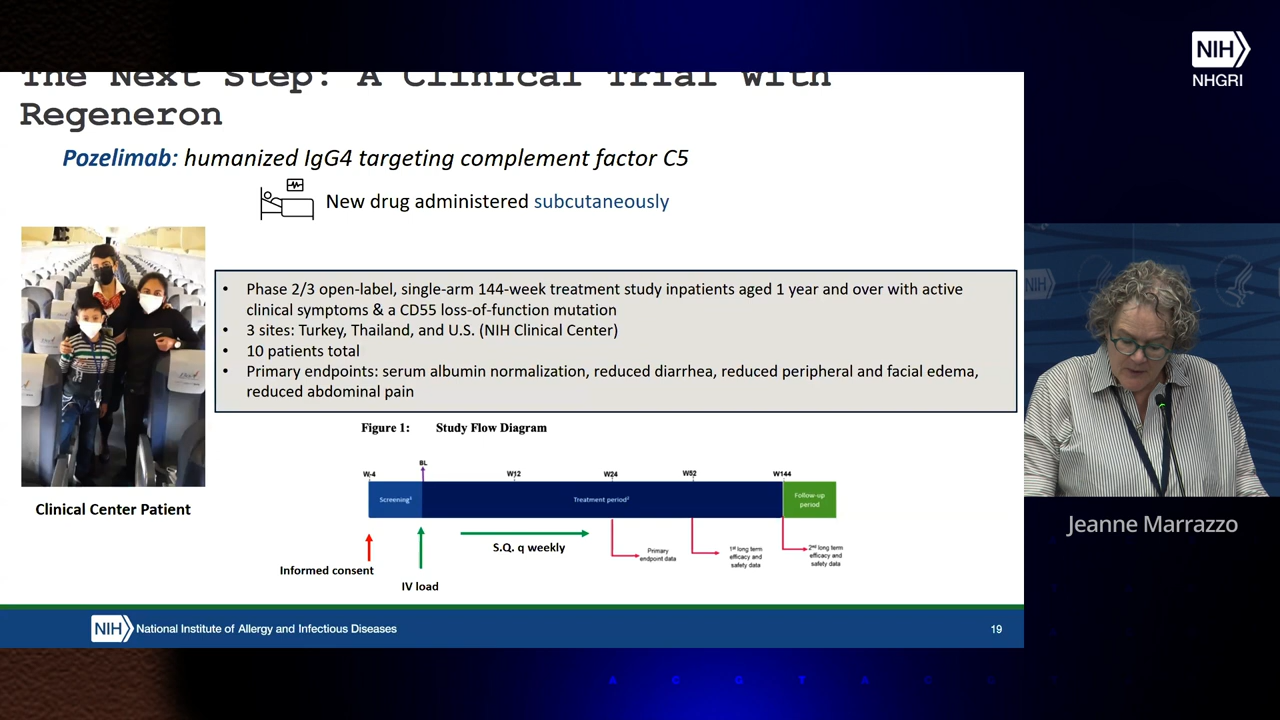 The Next Step: A Clinical Trial With
Regeneron
Pozelimab: humanized IgG4 targeting complement factor C5
New drug administered subcutaneously
• Phase 2/3 open-label, single-arm 144-week treatment study inpatients aged 1 year and over with active
clinical symptoms & a CD55 loss-of-function mutation
• 3 sites: Turkey, Thailand, and U.S. (NIH Clinical Center)
• 10 patients total
• Primary endpoints: serum albumin normalization, reduced diarrhea, reduced peripheral and facial edema,
reduced abdominal pain
Clinical Center Patient
Figure 1: Study Flow Diagram
W-4 BL W12 W24 W52 W144
Screening¹ Treatment period² Follow-up
period
S.Q. q weekly
Informed consent
IV load
Primary
endpoint data
1st long term
efficacy and
safety data
2nd long term
efficacy and
safety data
NIH National Institute of Allergy and Infectious Diseases
19
NIH
NHGRI
NIH
Jeanne Marrazzo
A C G T A C